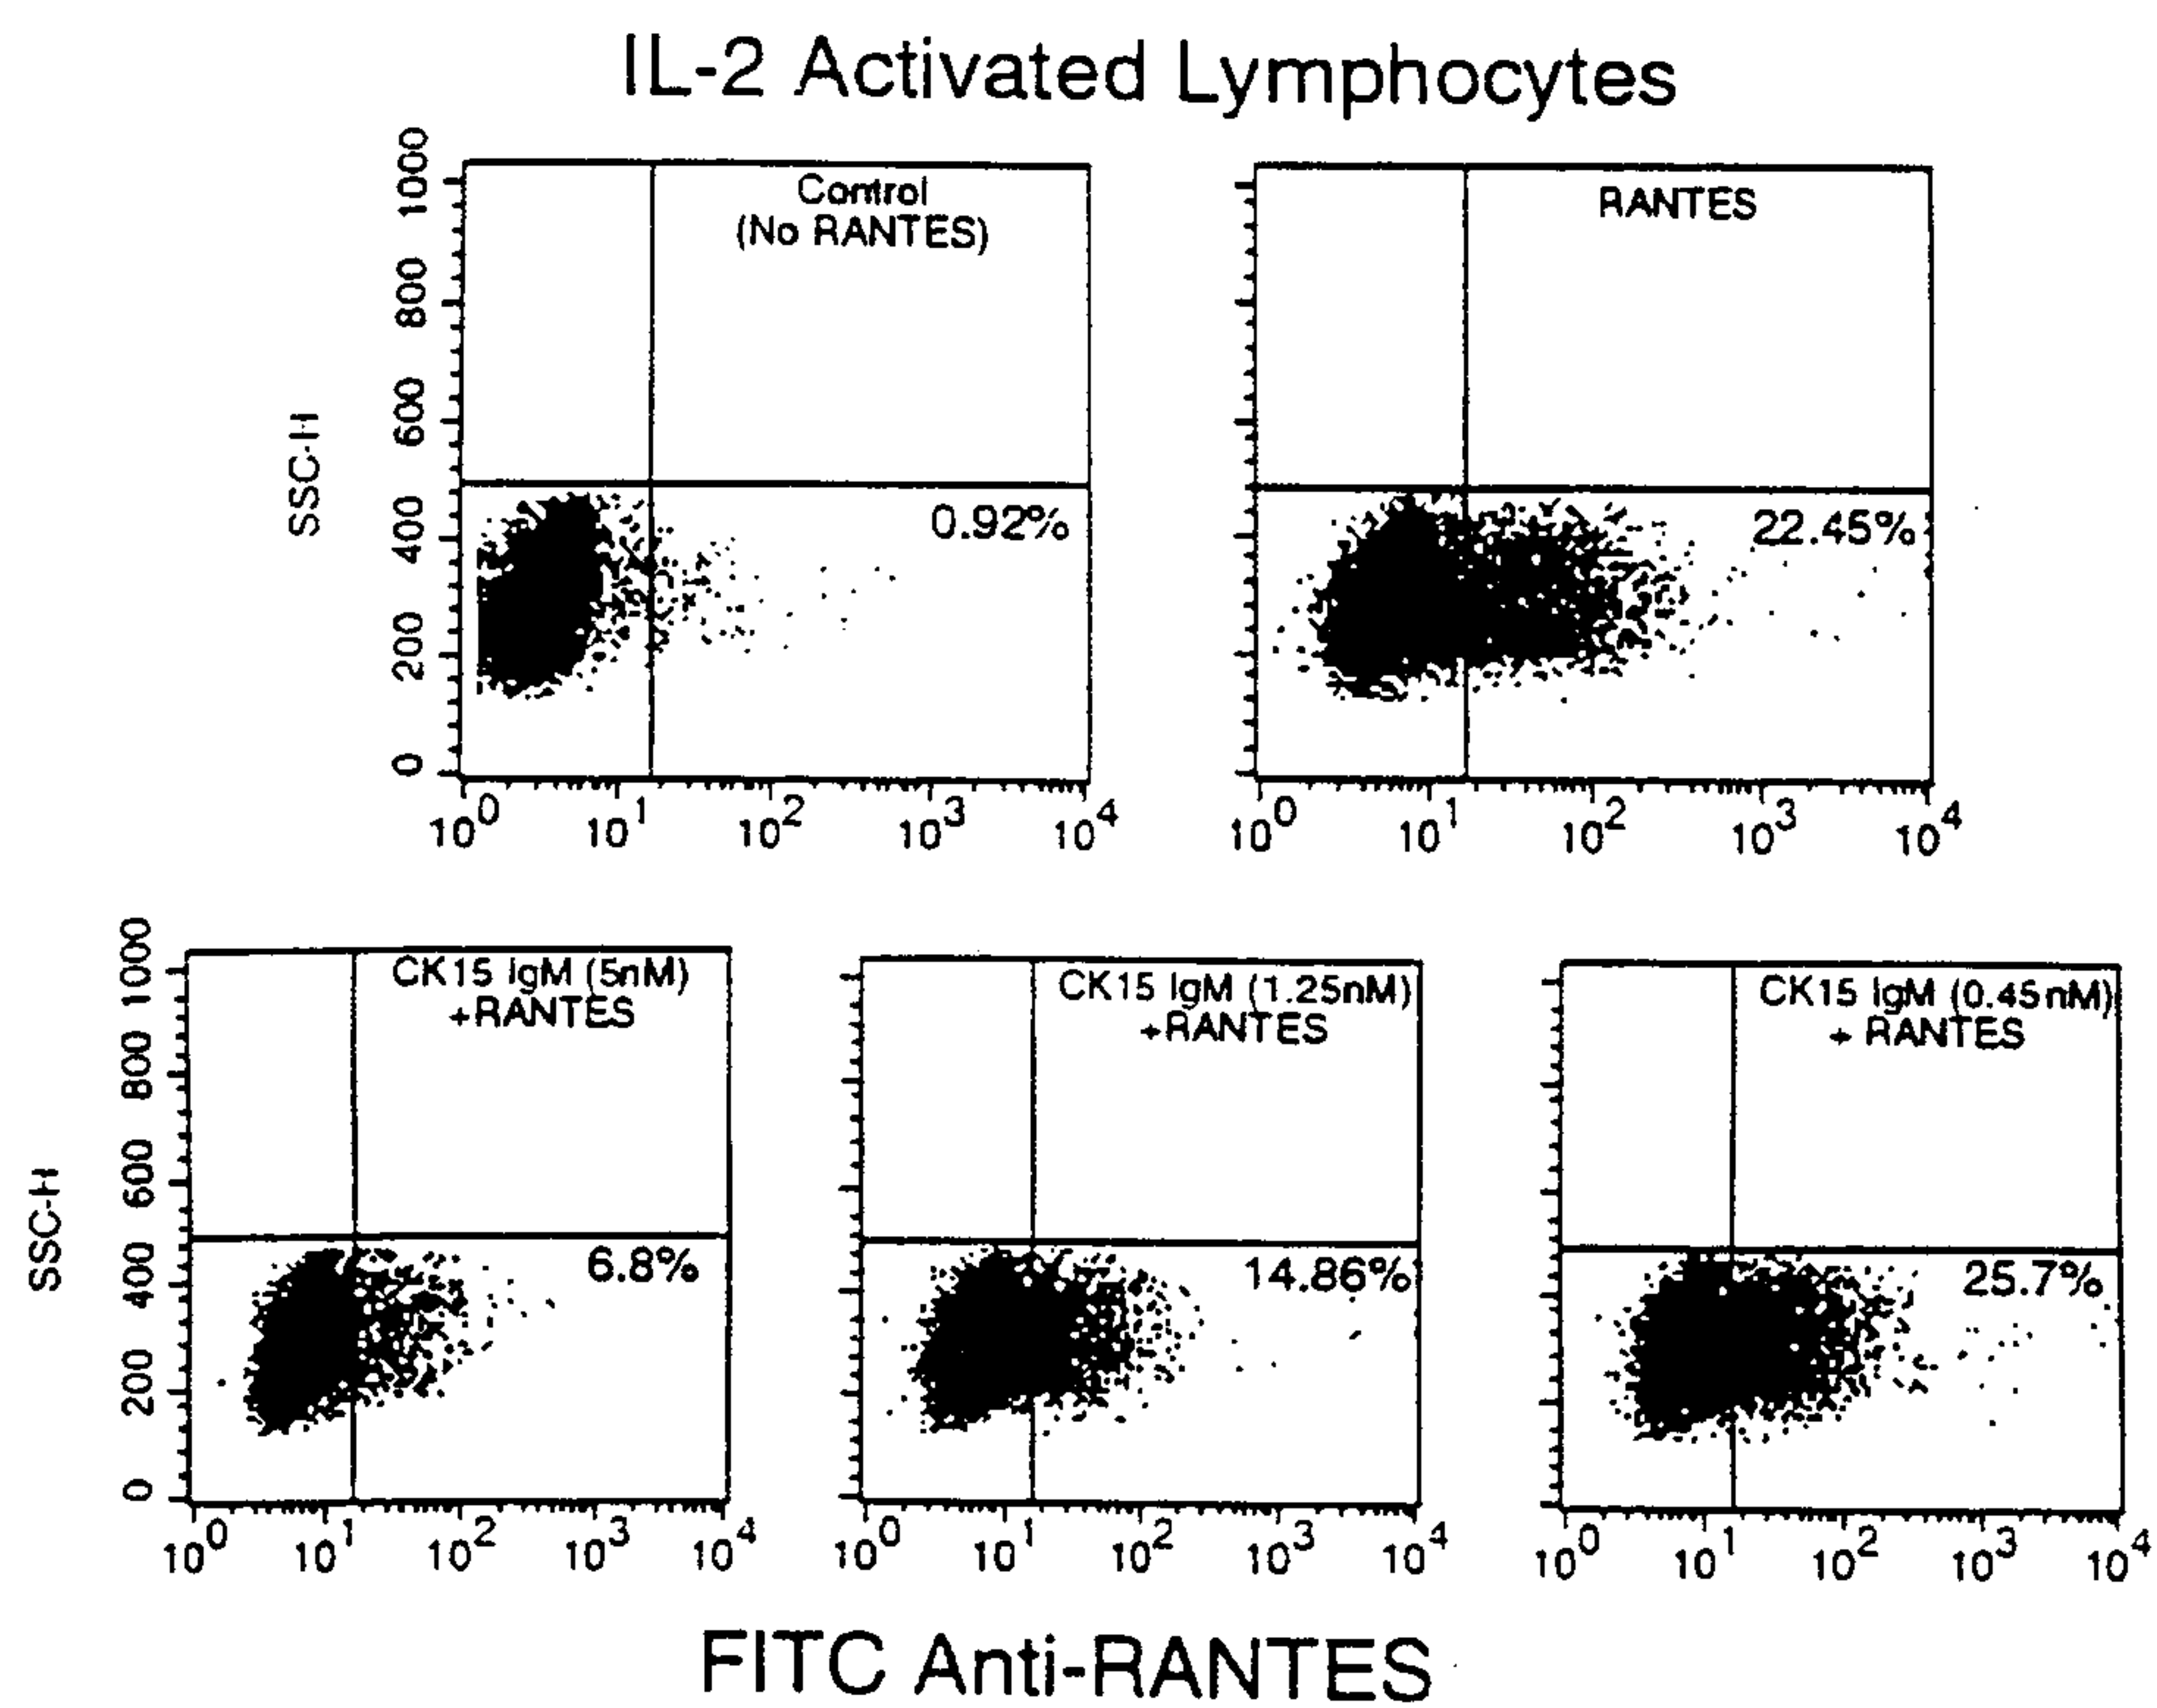 IL-2 Activated Lymphocytes
Control
(No RANTES)
RANTES
1000
800
600
400
200
0
SSC-H
0.92%
22.45%
10^0 10^1 10^2 10^3 10^4
10^0 10^1 10^2 10^3 10^4
CK15 IgM (5nM)
+RANTES
CK15 IgM (1.25nM)
+RANTES
CK15 IgM (0.45nM)
+ RANTES
1000
800
600
400
200
0
SSC-H
6.8%
14.86%
25.7%
10^0 10^1 10^2 10^3 10^4
10^0 10^1 10^2 10^3 10^4
10^0 10^1 10^2 10^3 10^4
FITC Anti-RANTES